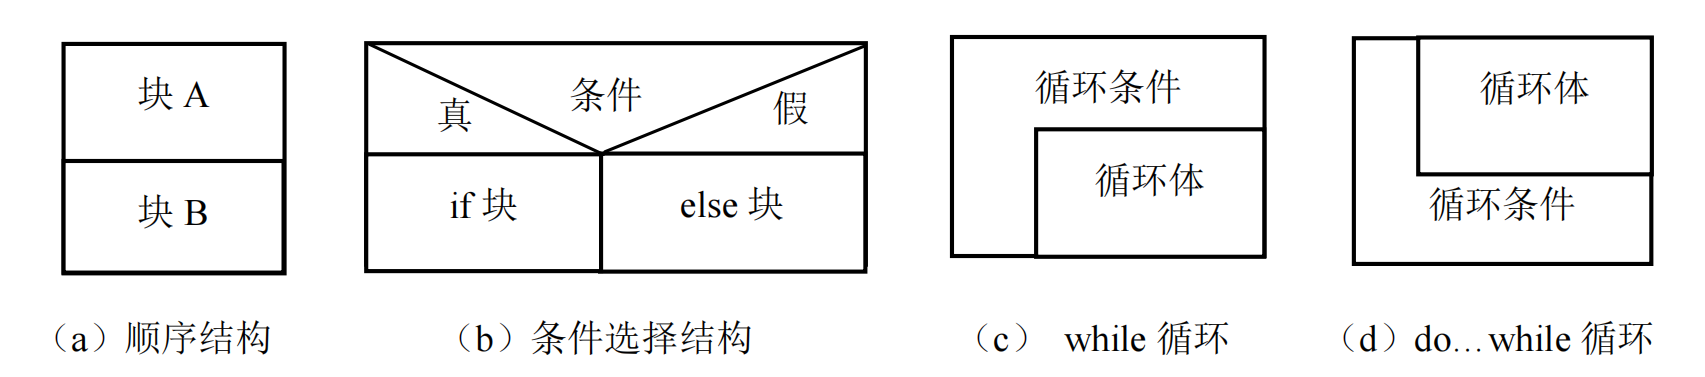 块 A
块 B
（a）顺序结构
条件
真
假
if 块
else 块
（b）条件选择结构
循环条件
循环体
（c） while 循环
循环体
循环条件
（d）do…while 循环